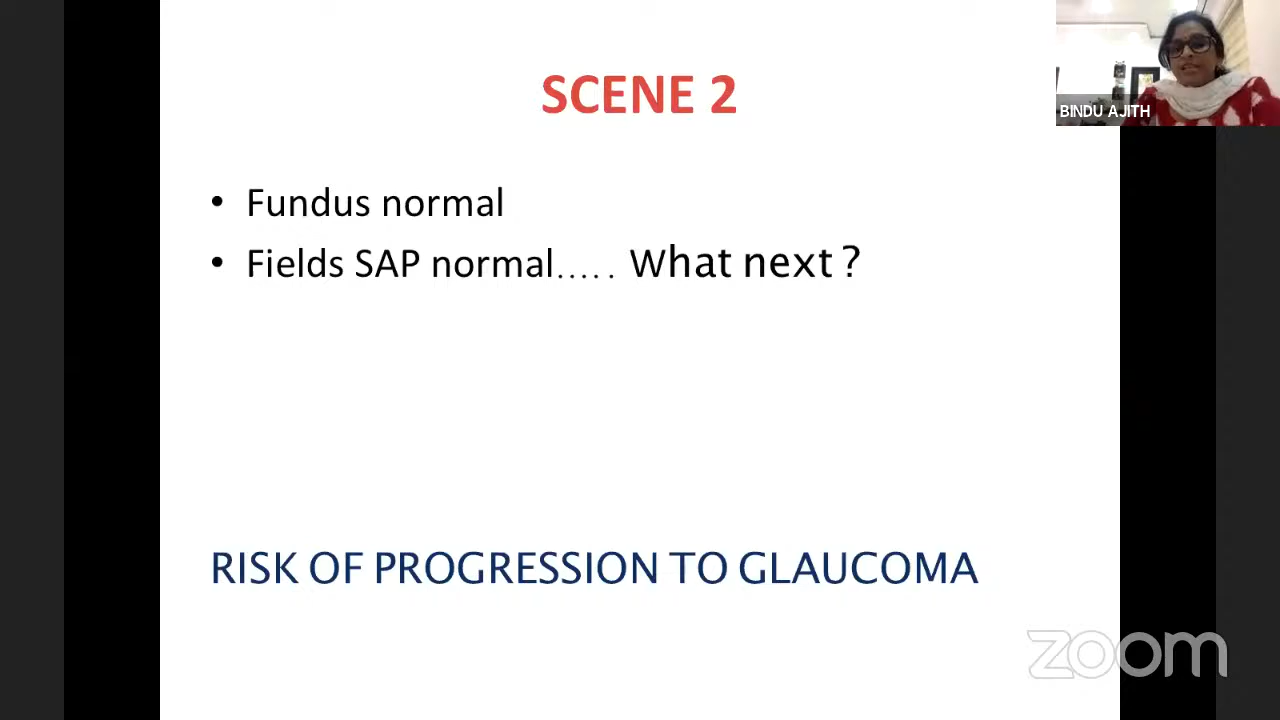 SCENE 2
• Fundus normal
• Fields SAP normal..... What next ?
RISK OF PROGRESSION TO GLAUCOMA
BINDU AJITH
zoom